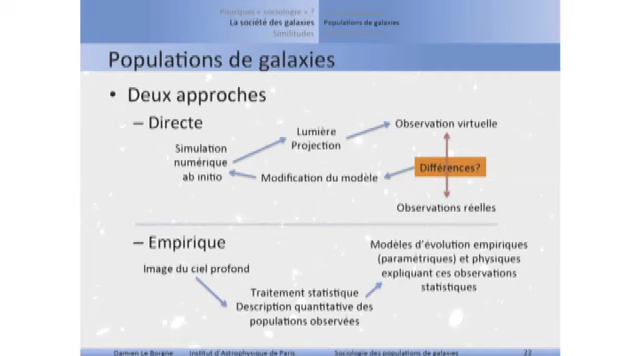 Pourquoi « sociologie » ?
La société des galaxies
Similitudes
Populations de galaxies
Populations de galaxies
• Deux approches
– Directe
Simulation
numérique
ab initio
Lumière
Projection
Observation virtuelle
Différences?
Modification du modèle
Observations réelles
– Empirique
Image du ciel profond
Traitement statistique
Description quantitative des
populations observées
Modèles d'évolution empiriques
(paramétriques) et physiques
expliquant ces observations
statistiques
Damien Le Borgne Institut d'Astrophysique de Paris Sociologie des populations de galaxies 22